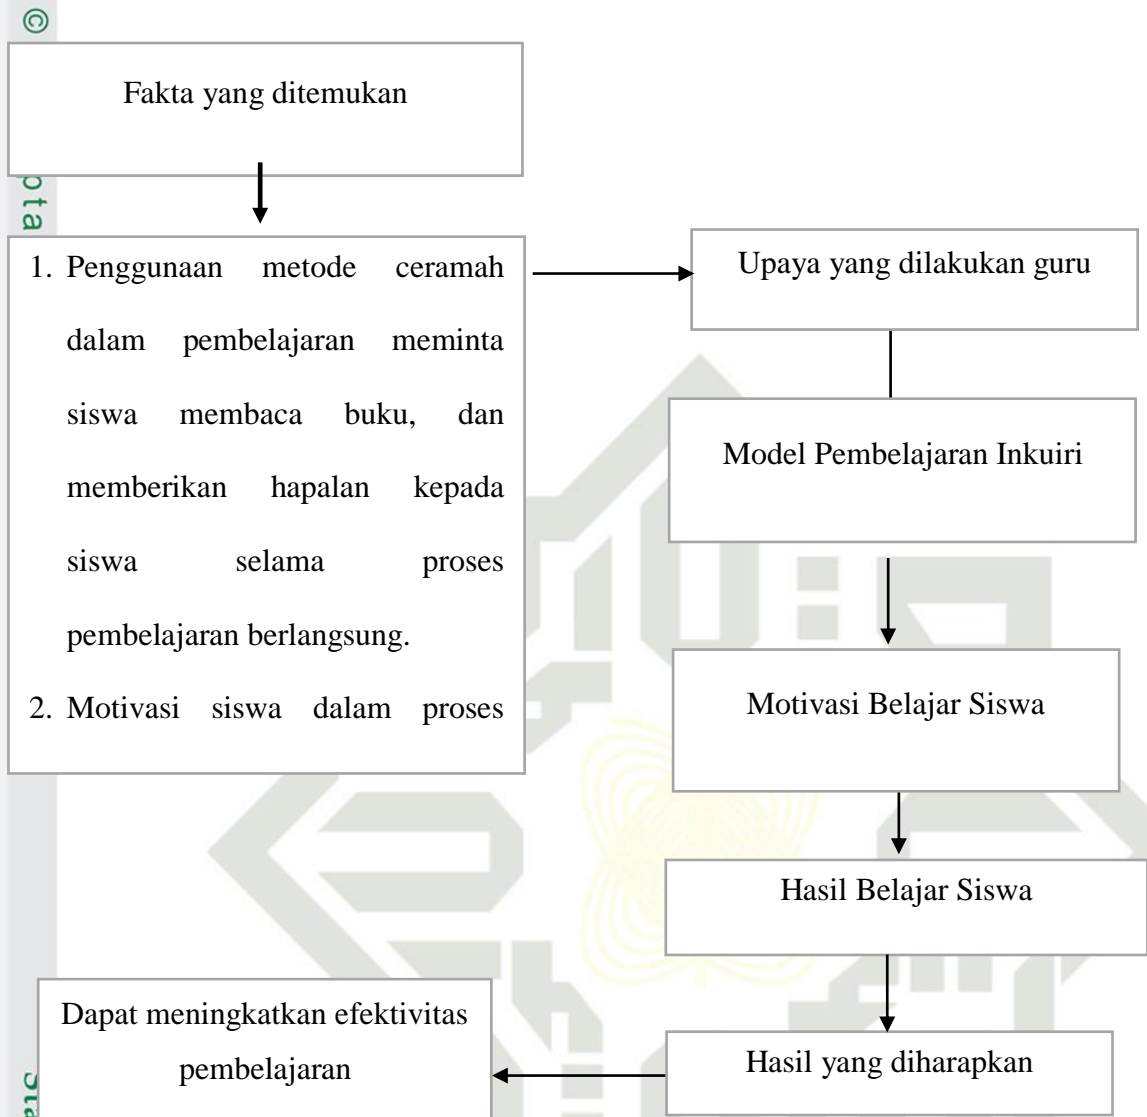 ©
Fakta yang ditemukan
pta
1. Penggunaan metode ceramah
dalam pembelajaran meminta
siswa membaca buku, dan
memberikan hapalan kepada
siswa selama proses
pembelajaran berlangsung.
2. Motivasi siswa dalam proses
Upaya yang dilakukan guru
Model Pembelajaran Inkuiri
Motivasi Belajar Siswa
Hasil Belajar Siswa
Hasil yang diharapkan
Dapat meningkatkan efektivitas
pembelajaran
Sta